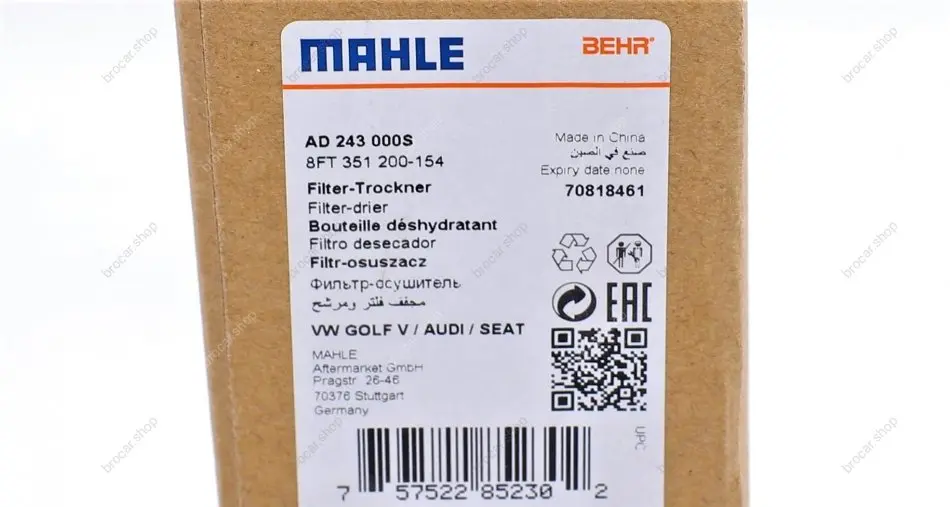 MAHLE
BEHR
AD 243 000S
8FT 351 200-154
Filter-Trockner
Filter-drier
Bouteille déshydratant
Filtro desecador
Filtr-osuszacz
Фильтр-осушитель
مجفف فلتر ومرشح
VW GOLF V / AUDI / SEAT
MAHLE
Aftermarket GmbH
Pragstr. 26-46
70376 Stuttgart
Germany
Made in China
صنع في الصين
Expiry date none
70818461
EAC
UPC
7 57522 85230 2
brocar.shop